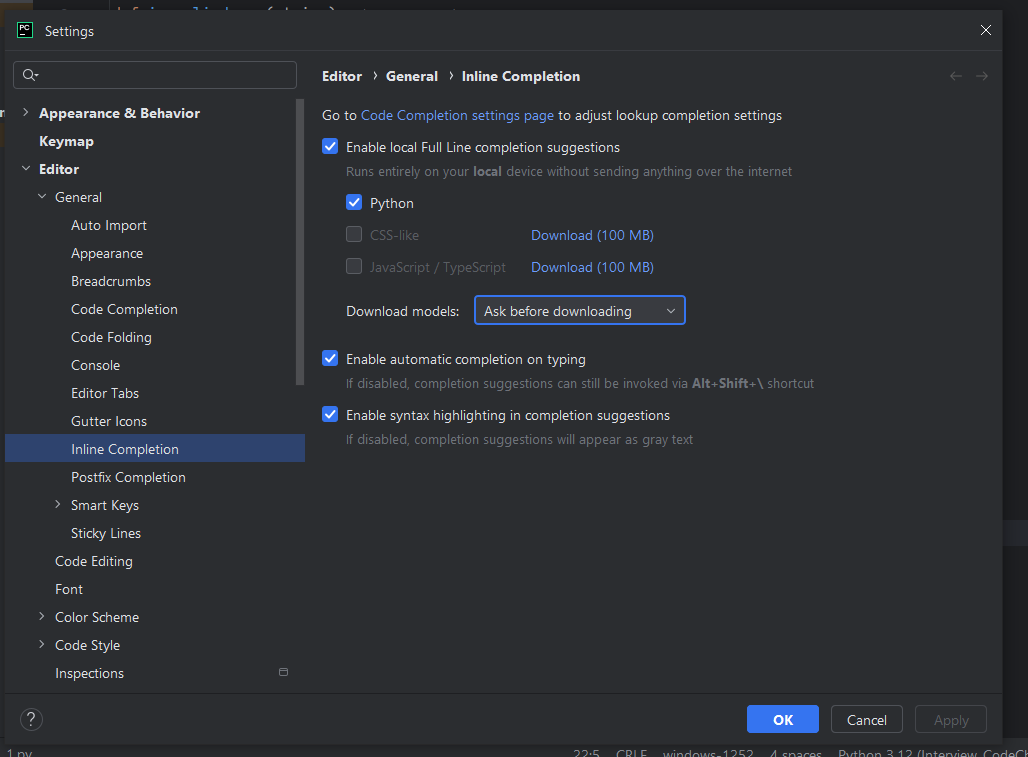 PC
Settings
Appearance & Behavior
Keymap
Editor
General
Auto Import
Appearance
Breadcrumbs
Code Completion
Code Folding
Console
Editor Tabs
Gutter Icons
Inline Completion
Postfix Completion
Smart Keys
Sticky Lines
Code Editing
Font
Color Scheme
Code Style
Inspections
Editor › General › Inline Completion
Go to Code Completion settings page to adjust lookup completion settings
Enable local Full Line completion suggestions
Runs entirely on your local device without sending anything over the internet
Python
CSS-like Download (100 MB)
JavaScript / TypeScript Download (100 MB)
Download models: Ask before downloading
Enable automatic completion on typing
If disabled, completion suggestions can still be invoked via Alt+Shift+\ shortcut
Enable syntax highlighting in completion suggestions
If disabled, completion suggestions will appear as gray text
? OK Cancel Apply
1.py 22:5 CRLF windows-1252 4 spaces Python 3.12 (Interview_CodeCh